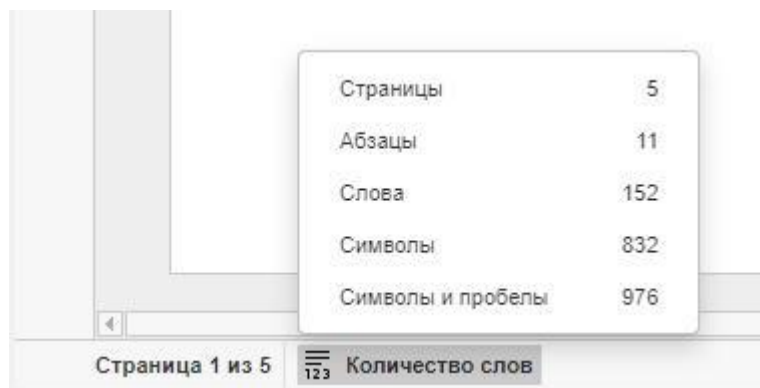 Страницы 5
Абзацы 11
Слова 152
Символы 832
Символы и пробелы 976
Страница 1 из 5 123 Количество слов